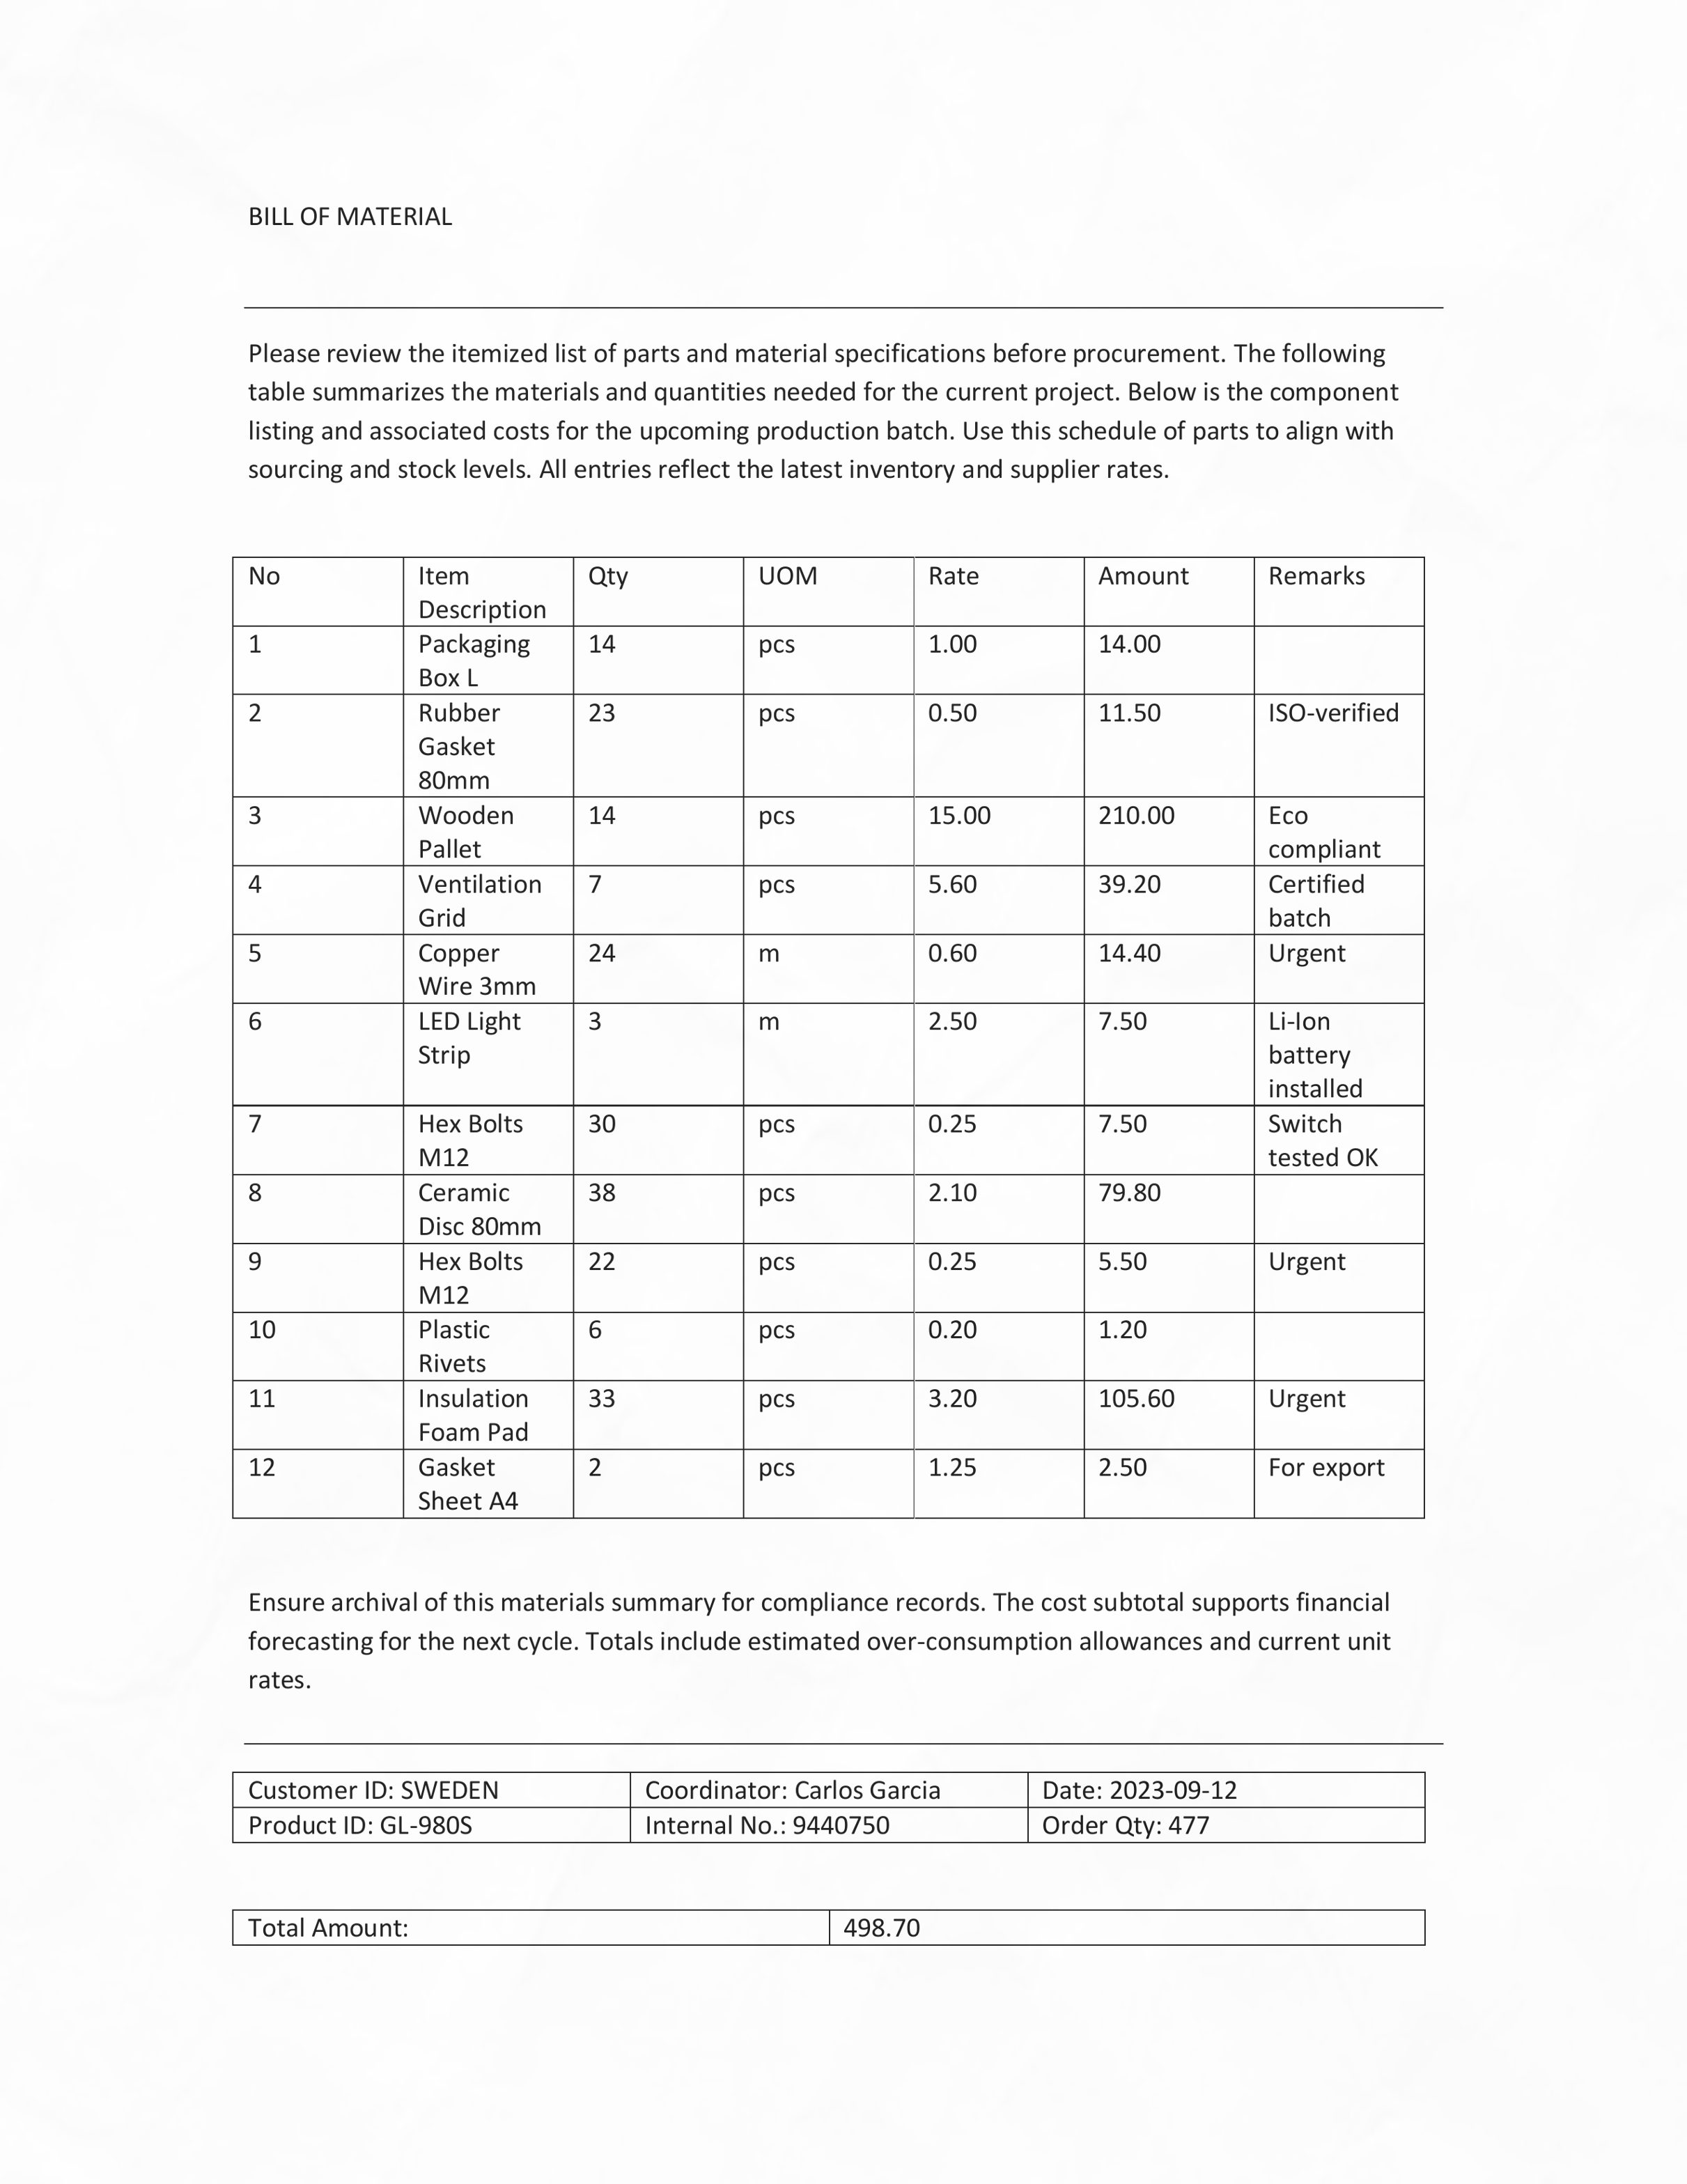 BILL OF MATERIAL
Please review the itemized list of parts and material specifications before procurement. The following
table summarizes the materials and quantities needed for the current project. Below is the component
listing and associated costs for the upcoming production batch. Use this schedule of parts to align with
sourcing and stock levels. All entries reflect the latest inventory and supplier rates.
No Item Qty UOM Rate Amount Remarks
Description
1 Packaging 14 pcs 1.00 14.00
Box L
2 Rubber 23 pcs 0.50 11.50 ISO-verified
Gasket
80mm
3 Wooden 14 pcs 15.00 210.00 Eco
Pallet compliant
4 Ventilation 7 pcs 5.60 39.20 Certified
Grid batch
5 Copper 24 m 0.60 14.40 Urgent
Wire 3mm
6 LED Light 3 m 2.50 7.50 Li-Ion
Strip battery
installed
7 Hex Bolts 30 pcs 0.25 7.50 Switch
M12 tested OK
8 Ceramic 38 pcs 2.10 79.80
Disc 80mm
9 Hex Bolts 22 pcs 0.25 5.50 Urgent
M12
10 Plastic 6 pcs 0.20 1.20
Rivets
11 Insulation 33 pcs 3.20 105.60 Urgent
Foam Pad
12 Gasket 2 pcs 1.25 2.50 For export
Sheet A4
Ensure archival of this materials summary for compliance records. The cost subtotal supports financial
forecasting for the next cycle. Totals include estimated over-consumption allowances and current unit
rates.
Customer ID: SWEDEN Coordinator: Carlos Garcia Date: 2023-09-12
Product ID: GL-980S Internal No.: 9440750 Order Qty: 477
Total Amount: 498.70